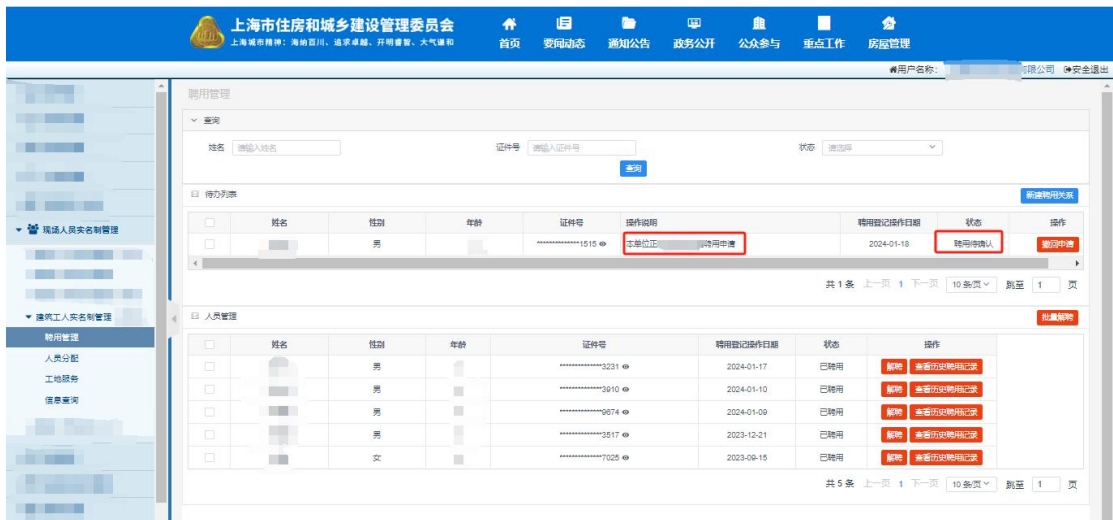 上海市住房和城乡建设管理委员会
上海城市精神：海纳百川、追求卓越、开明睿智、大气谦和
首页 要闻动态 通知公告 政务公开 公众参与 重点工作 房屋管理
用户名称： 有限公司 安全退出
聘用管理
查询
姓名 请输入姓名 证件号 请输入证件号 状态 请选择
查询
待办列表 新建聘用关系
姓名 性别 年龄 证件号 操作说明 聘用登记操作日期 状态 操作
男 **************1515 本单位正 聘用申请 2024-01-18 聘用待确认 撤回申请
共 1 条 上一页 1 下一页 10 条/页 跳至 1 页
人员管理 批量解聘
姓名 性别 年龄 证件号 聘用登记操作日期 状态 操作
男 **************3231 2024-01-17 已聘用 解聘 查看历史聘用记录
男 **************3910 2024-01-10 已聘用 解聘 查看历史聘用记录
男 **************9674 2024-01-09 已聘用 解聘 查看历史聘用记录
男 **************3517 2023-12-21 已聘用 解聘 查看历史聘用记录
女 **************7025 2023-09-15 已聘用 解聘 查看历史聘用记录
共 5 条 上一页 1 下一页 10 条/页 跳至 1 页
现场人员实名制管理
建筑工人实名制管理
聘用管理
人员分配
工地服务
信息查询